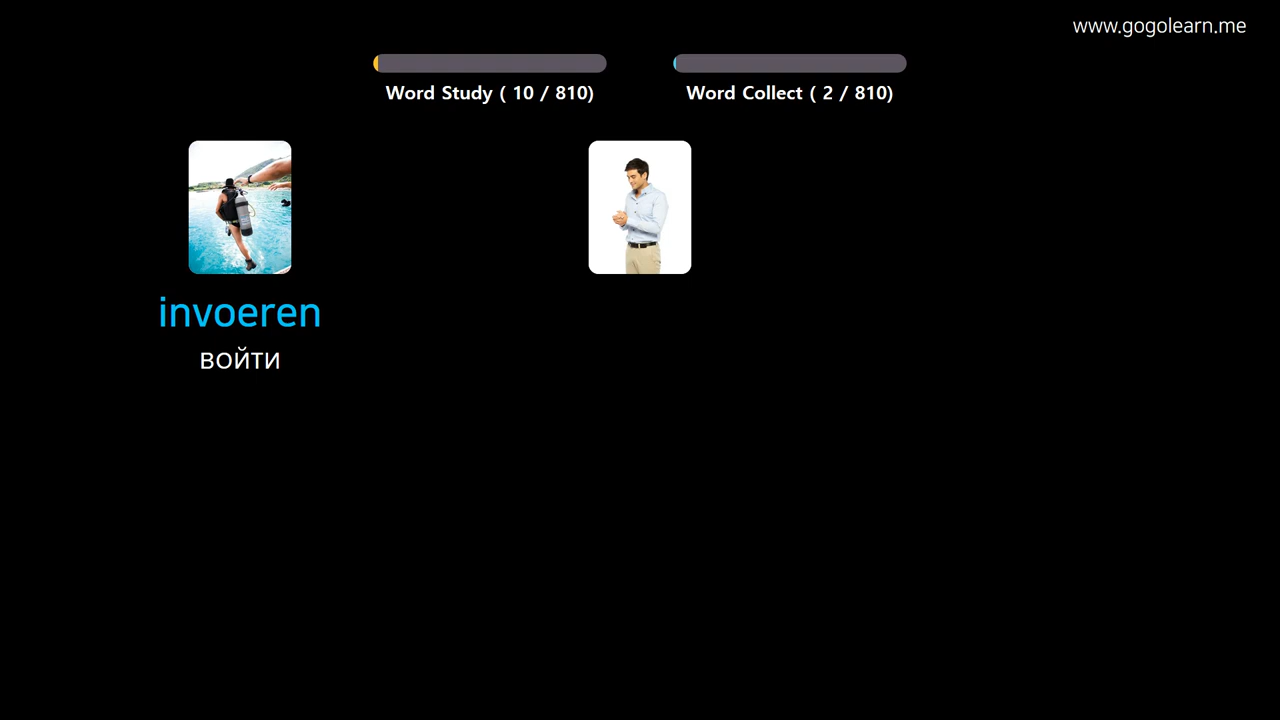 www.gogolearn.me
Word Study ( 10 / 810)
Word Collect ( 2 / 810)
invoeren
войти